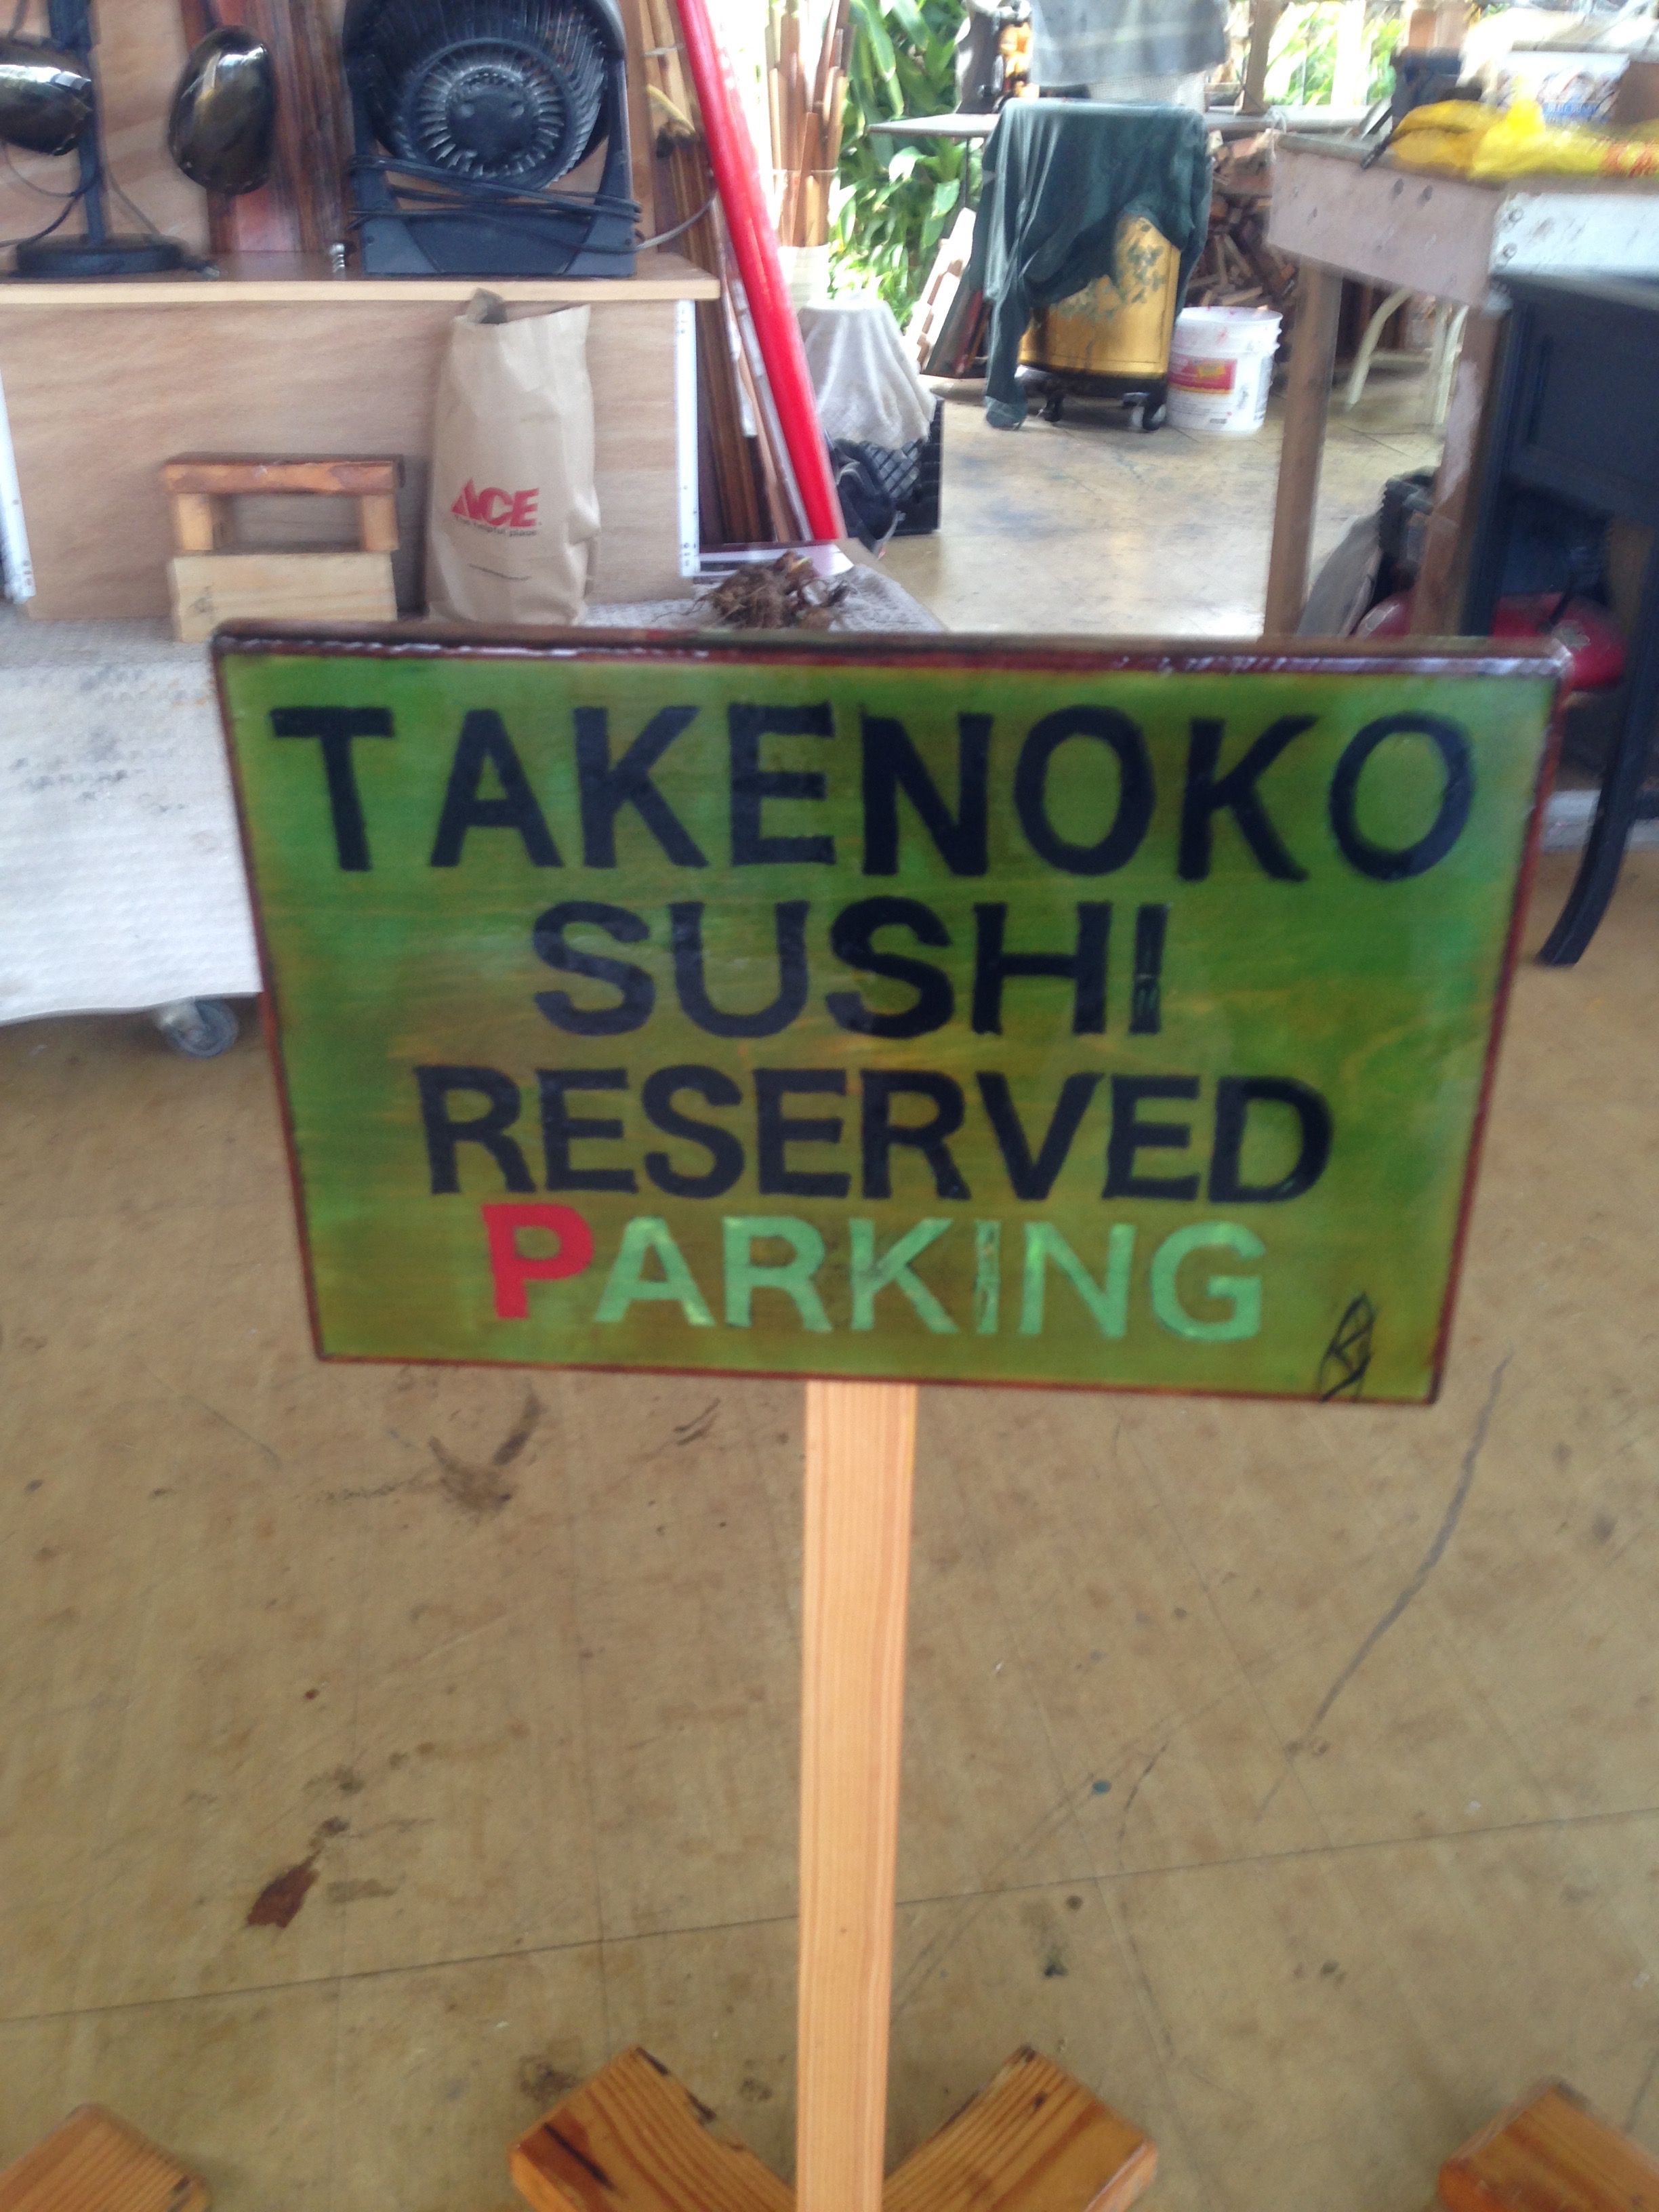 ACE
TAKENOKO
SUSHI
RESERVED
PARKING